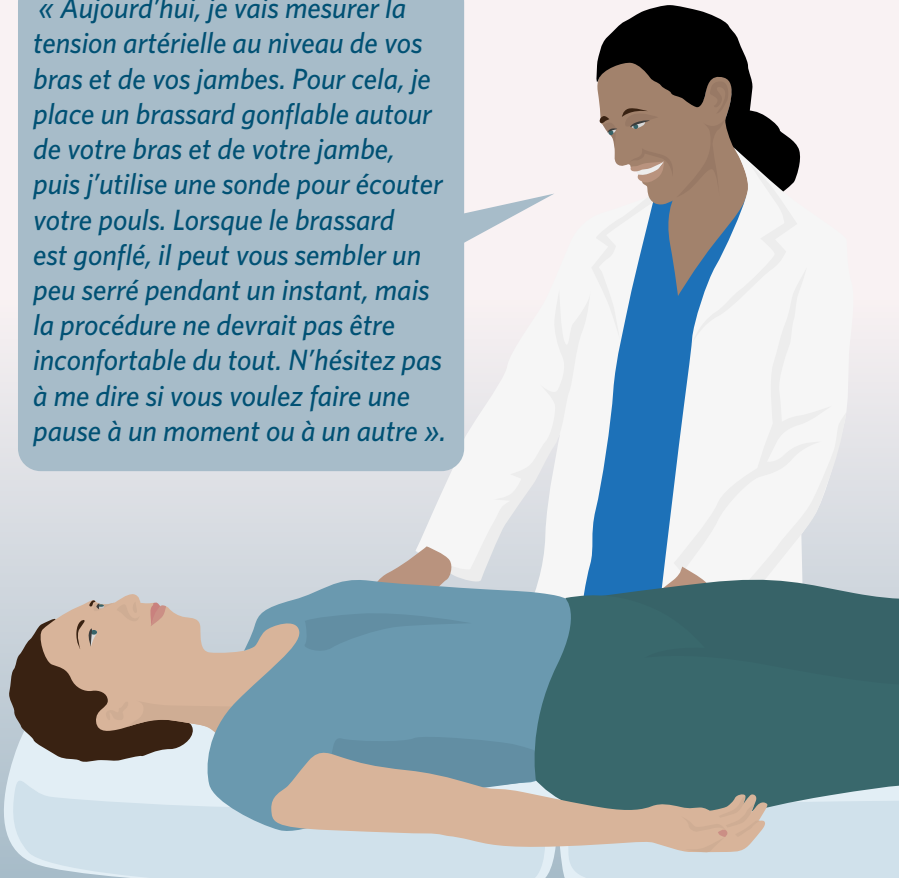 « Aujourd’hui, je vais mesurer la
tension artérielle au niveau de vos
bras et de vos jambes. Pour cela, je
place un brassard gonflable autour
de votre bras et de votre jambe,
puis j’utilise une sonde pour écouter
votre pouls. Lorsque le brassard
est gonflé, il peut vous sembler un
peu serré pendant un instant, mais
la procédure ne devrait pas être
inconfortable du tout. N’hésitez pas
à me dire si vous voulez faire une
pause à un moment ou à un autre ».